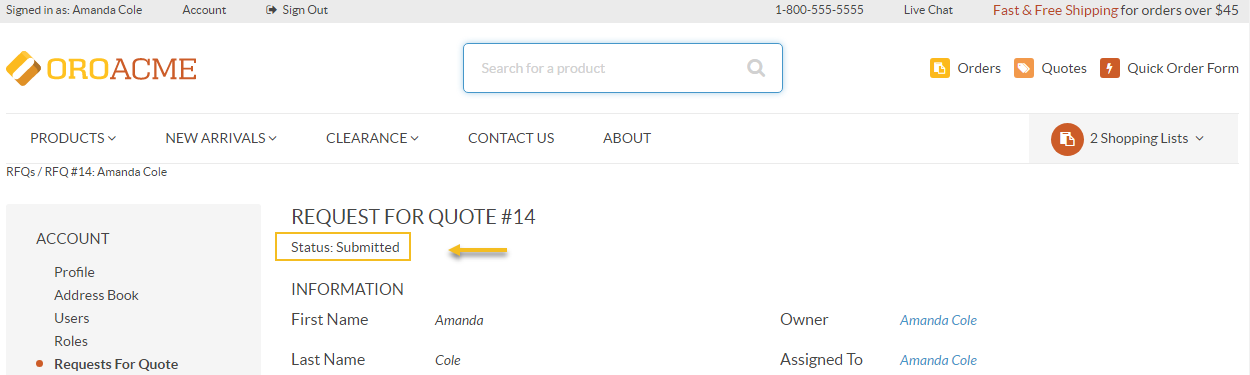 Signed in as: Amanda Cole Account Sign Out 1-800-555-5555 Live Chat Fast & Free Shipping for orders over $45
OROACME Search for a product Orders Quotes Quick Order Form
PRODUCTS NEW ARRIVALS CLEARANCE CONTACT US ABOUT 2 Shopping Lists
RFQs / RFQ #14: Amanda Cole
REQUEST FOR QUOTE #14
ACCOUNT
Status: Submitted
Profile
INFORMATION
Address Book
Users
First Name Amanda Owner Amanda Cole
Roles
Last Name Cole Assigned To Amanda Cole
Requests For Quote